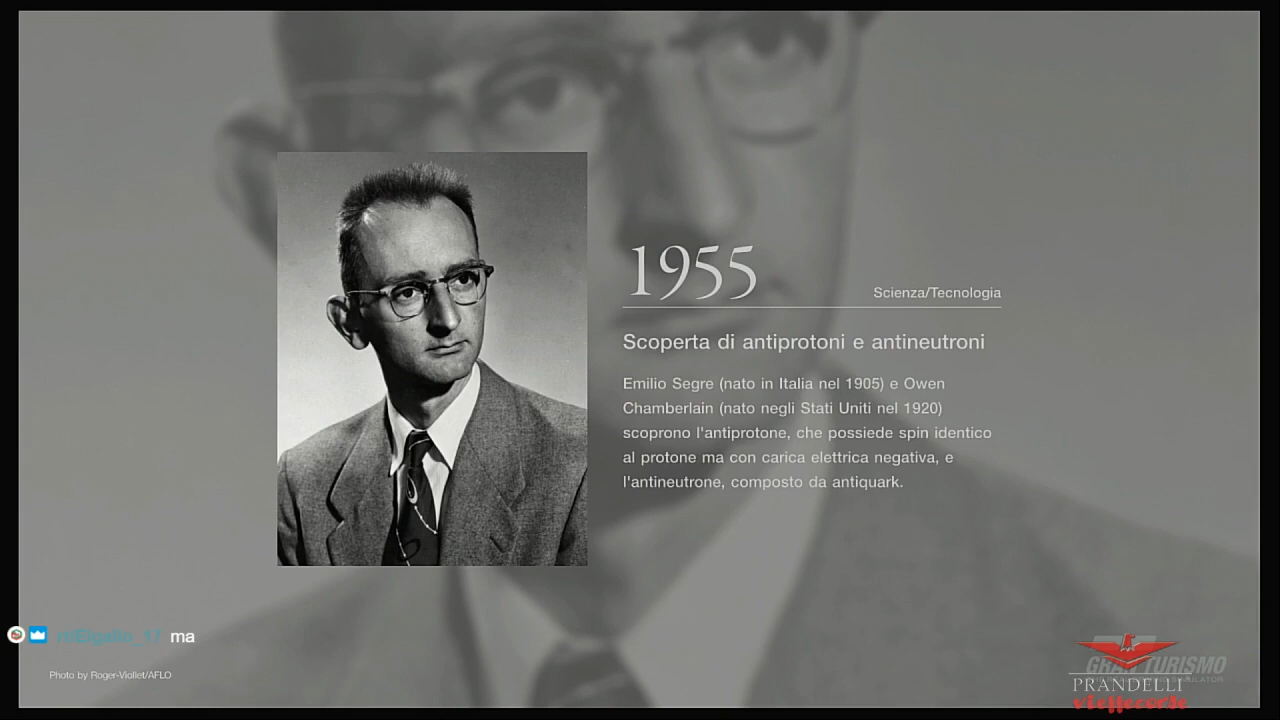 1955
Scienza/Tecnologia
Scoperta di antiprotoni e antineutroni
Emilio Segre (nato in Italia nel 1905) e Owen
Chamberlain (nato negli Stati Uniti nel 1920)
scoprono l'antiprotone, che possiede spin identico
al protone ma con carica elettrica negativa, e
l'antineutrone, composto da antiquark.
ma
Photo by Roger-Viollet/AFLO
GRAN TURISMO
PRANDELLI